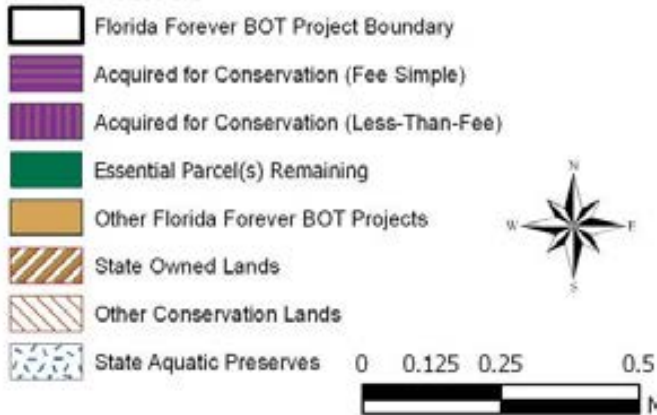 Florida Forever BOT Project Boundary
Acquired for Conservation (Fee Simple)
Acquired for Conservation (Less-Than-Fee)
Essential Parcel(s) Remaining
Other Florida Forever BOT Projects
State Owned Lands
Other Conservation Lands
State Aquatic Preserves
N
W E
S
0 0.125 0.25 0.5